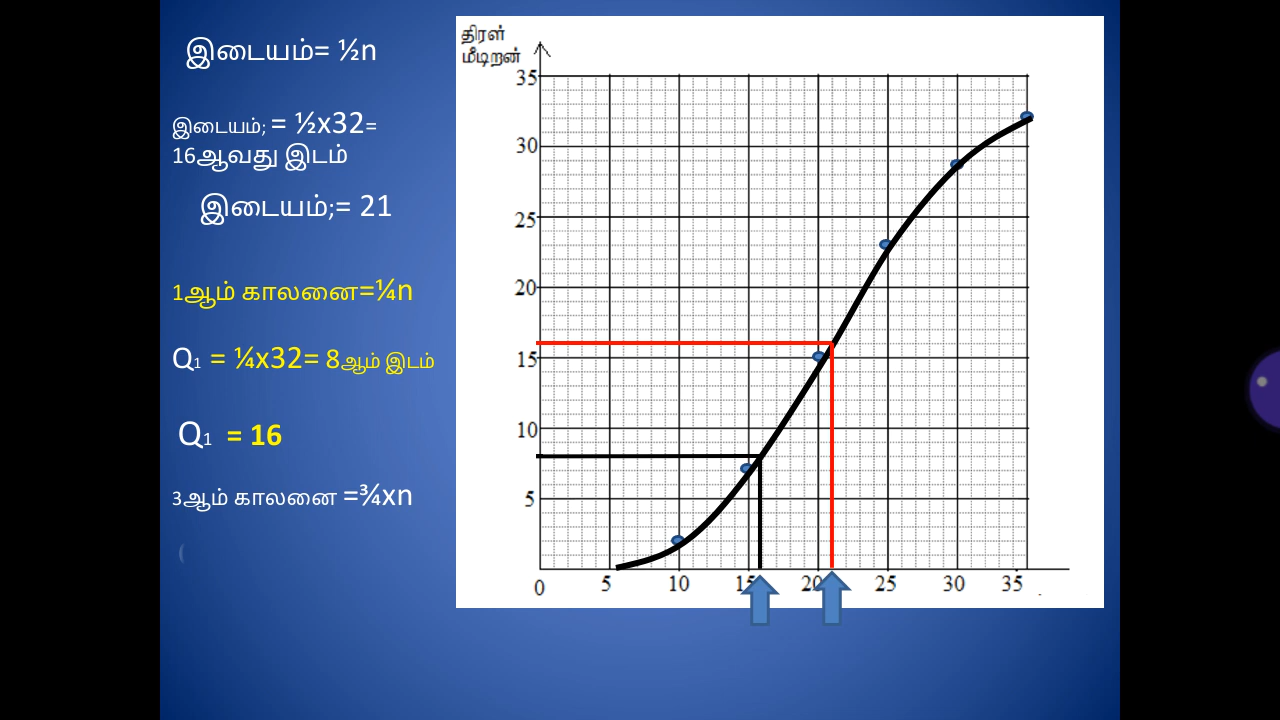 இடையம்= ½n
இடையம்; = ½x32=
16ஆவது இடம்
இடையம்;= 21
1ஆம் காலனை=¼n
Q1 = ¼x32= 8ஆம் இடம்
Q1 = 16
3ஆம் காலனை =¾xn
திரள்
மீடிறன்
35
30
25
20
15
10
5
0 5 10 15 20 25 30 35